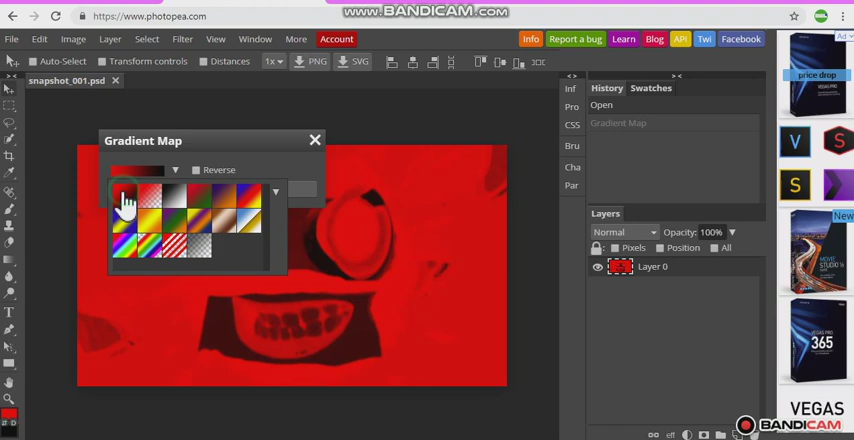 https://www.photopea.com
www.BANDICAM.com
File Edit Image Layer Select Filter View Window More Account
Info Report a bug Learn Blog API Twi Facebook
Auto-Select Transform controls Distances 1x PNG SVG
snapshot_001.psd
Gradient Map
Reverse
Inf
Pro
CSS
Bru
Cha
Par
History Swatches
Open
Gradient Map
Layers
Normal Opacity: 100%
Pixels Position All
Layer 0
eff
D
Ad
VEGAS PRO
price drop
V S
S
New
MOVIE STUDIO 16
VEGAS PRO
365
VEGAS
BANDICAM